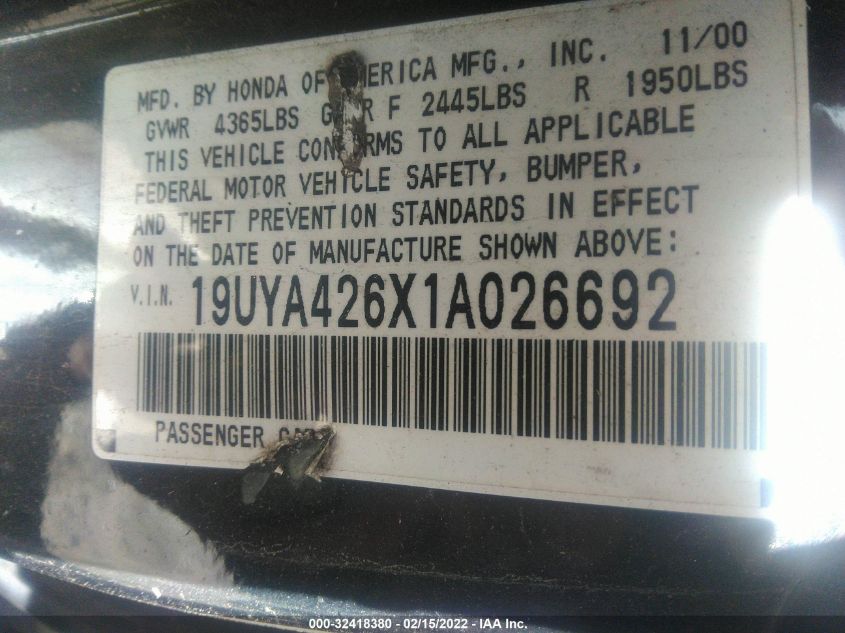 MFD. BY HONDA OF AMERICA MFG., INC. 11/00
GVWR 4365LBS F 2445LBS R 1950LBS
THIS VEHICLE CONFORMS TO ALL APPLICABLE
FEDERAL MOTOR VEHICLE SAFETY, BUMPER,
AND THEFT PREVENTION STANDARDS IN EFFECT
ON THE DATE OF MANUFACTURE SHOWN ABOVE:
V.I.N. 19UYA426X1A026692
PASSENGER
000-32418380 - 02/15/2022 - IAA Inc.